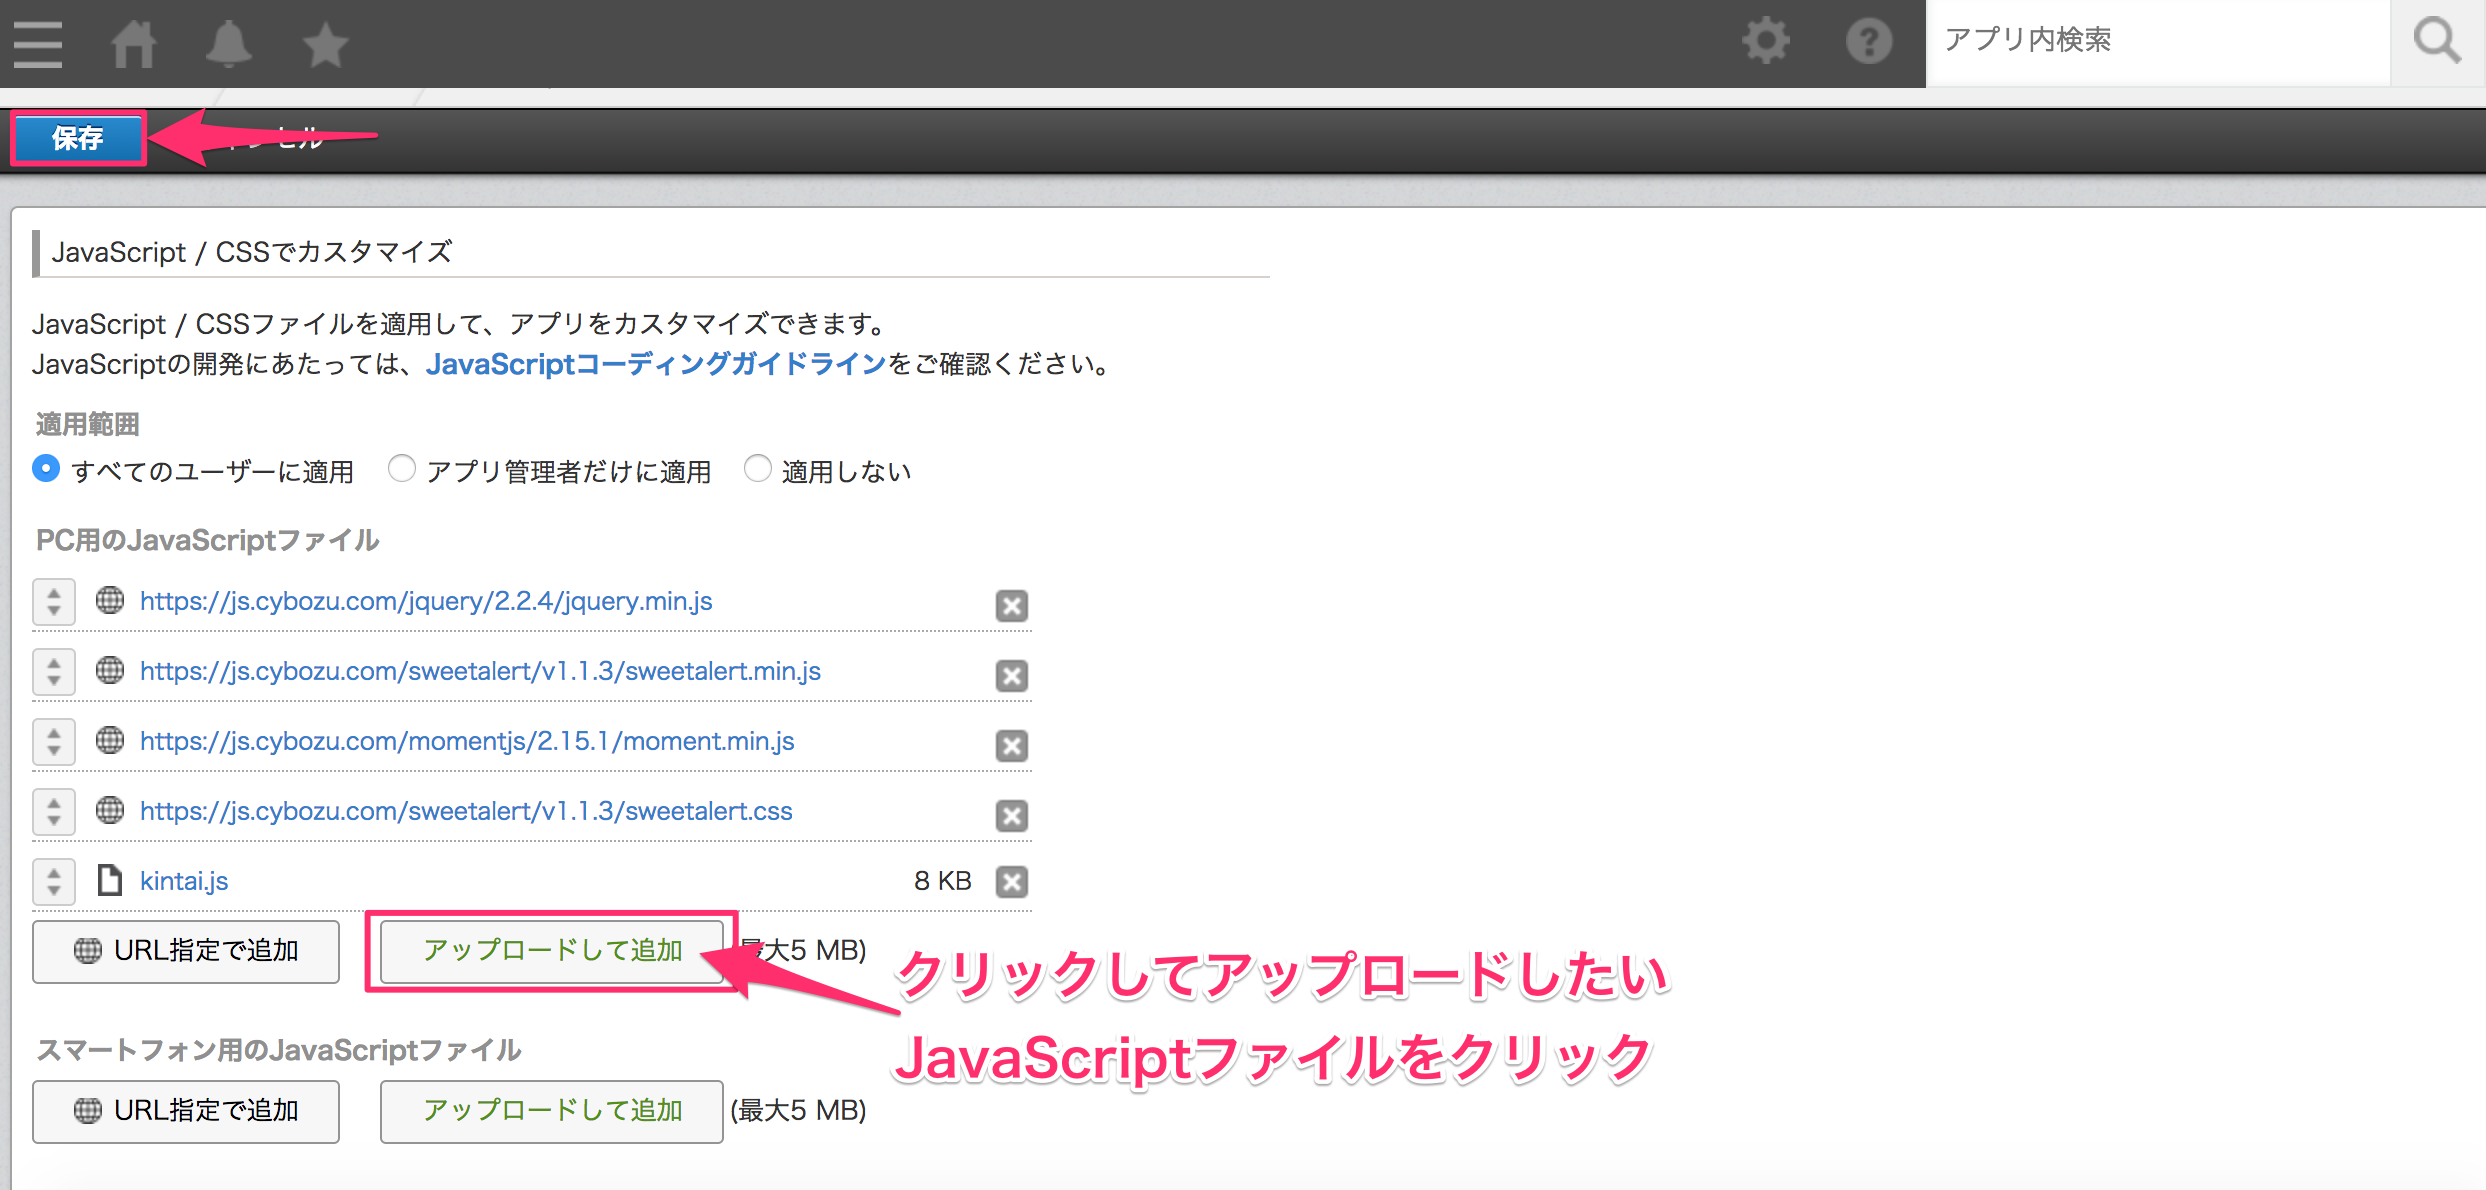 アプリ内検索
保存
JavaScript / CSSでカスタマイズ
JavaScript / CSSファイルを適用して、アプリをカスタマイズできます。
JavaScriptの開発にあたっては、JavaScriptコーディングガイドラインをご確認ください。
適用範囲
すべてのユーザーに適用 アプリ管理者だけに適用 適用しない
PC用のJavaScriptファイル
https://js.cybozu.com/jquery/2.2.4/jquery.min.js
https://js.cybozu.com/sweetalert/v1.1.3/sweetalert.min.js
https://js.cybozu.com/momentjs/2.15.1/moment.min.js
https://js.cybozu.com/sweetalert/v1.1.3/sweetalert.css
kintai.js 8 KB
URL指定で追加 アップロードして追加 最大5 MB)
クリックしてアップロードしたい
JavaScriptファイルをクリック
スマートフォン用のJavaScriptファイル
URL指定で追加 アップロードして追加 (最大5 MB)